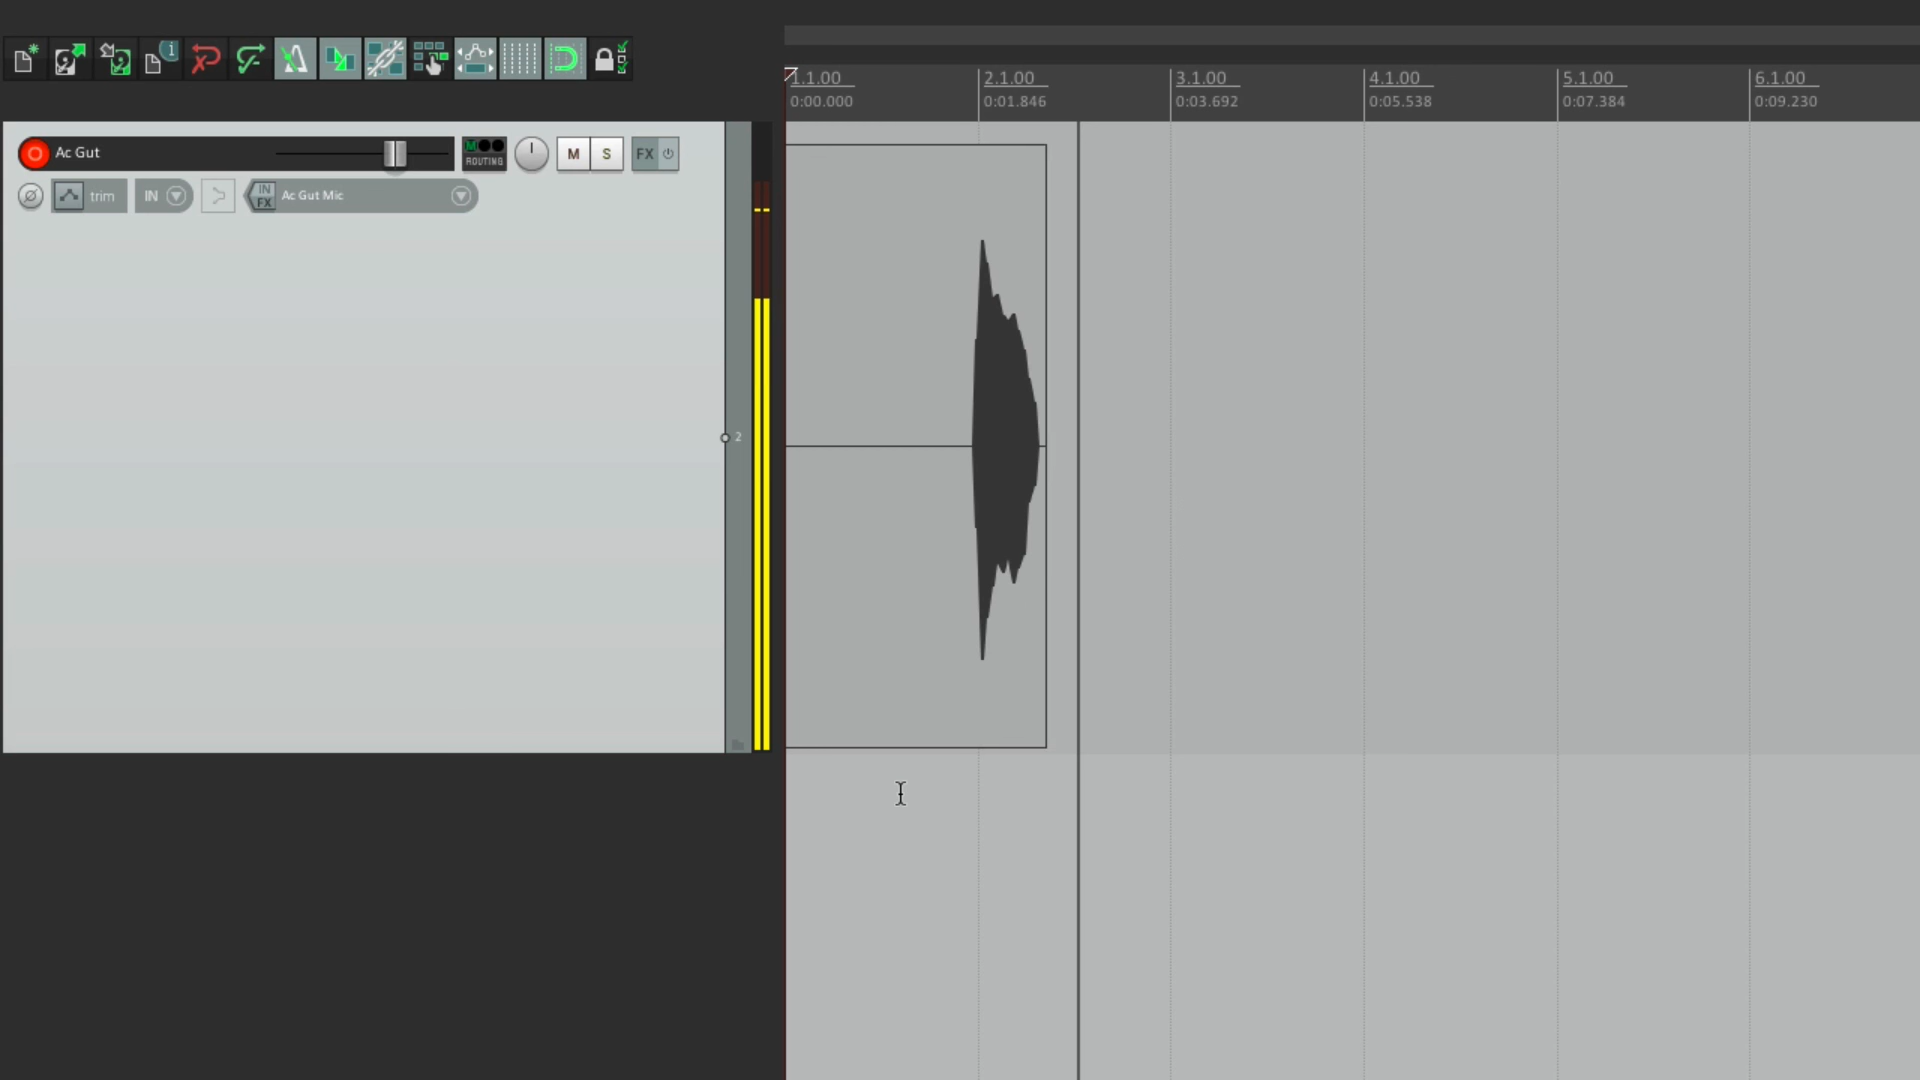 1.1.00 2.1.00 3.1.00 4.1.00 5.1.00 6.1.00
0:00.000 0:01.846 0:03.692 0:05.538 0:07.384 0:09.230
Ac Gut M ROUTING M S FX
trim IN IN FX Ac Gut Mic
2